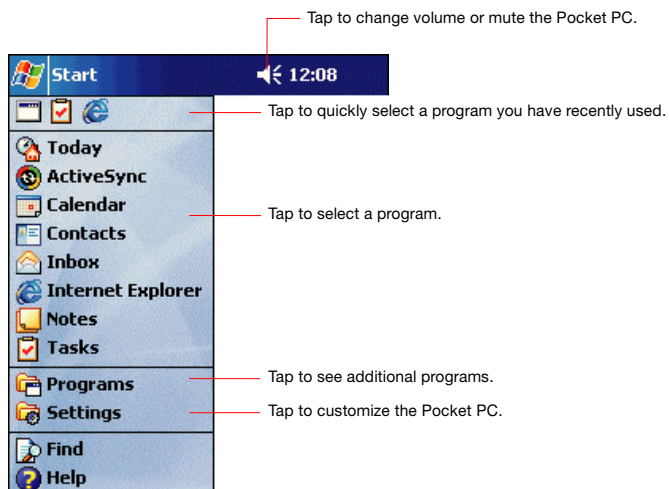 Tap to change volume or mute the Pocket PC.
Start 12:08
Tap to quickly select a program you have recently used.
Today
ActiveSync
Calendar
Tap to select a program.
Contacts
Inbox
Internet Explorer
Notes
Tasks
Programs
Tap to see additional programs.
Settings
Tap to customize the Pocket PC.
Find
Help